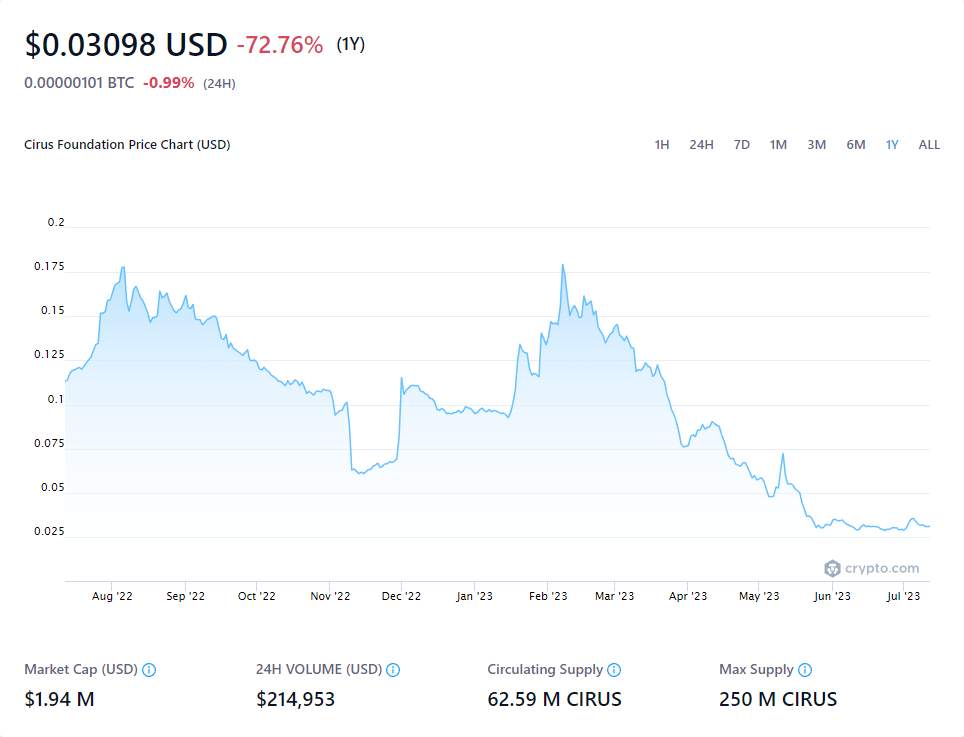 $0.03098 USD -72.76% (1Y)
0.00000101 BTC -0.99% (24H)
Cirus Foundation Price Chart (USD) 1H 24H 7D 1M 3M 6M 1Y ALL
0.2
0.175
0.15
0.125
0.1
0.075
0.05
0.025
crypto.com
Aug '22 Sep '22 Oct '22 Nov '22 Dec '22 Jan '23 Feb '23 Mar '23 Apr '23 May '23 Jun '23 Jul '23
Market Cap (USD) 24H VOLUME (USD) Circulating Supply Max Supply
$1.94 M $214,953 62.59 M CIRUS 250 M CIRUS